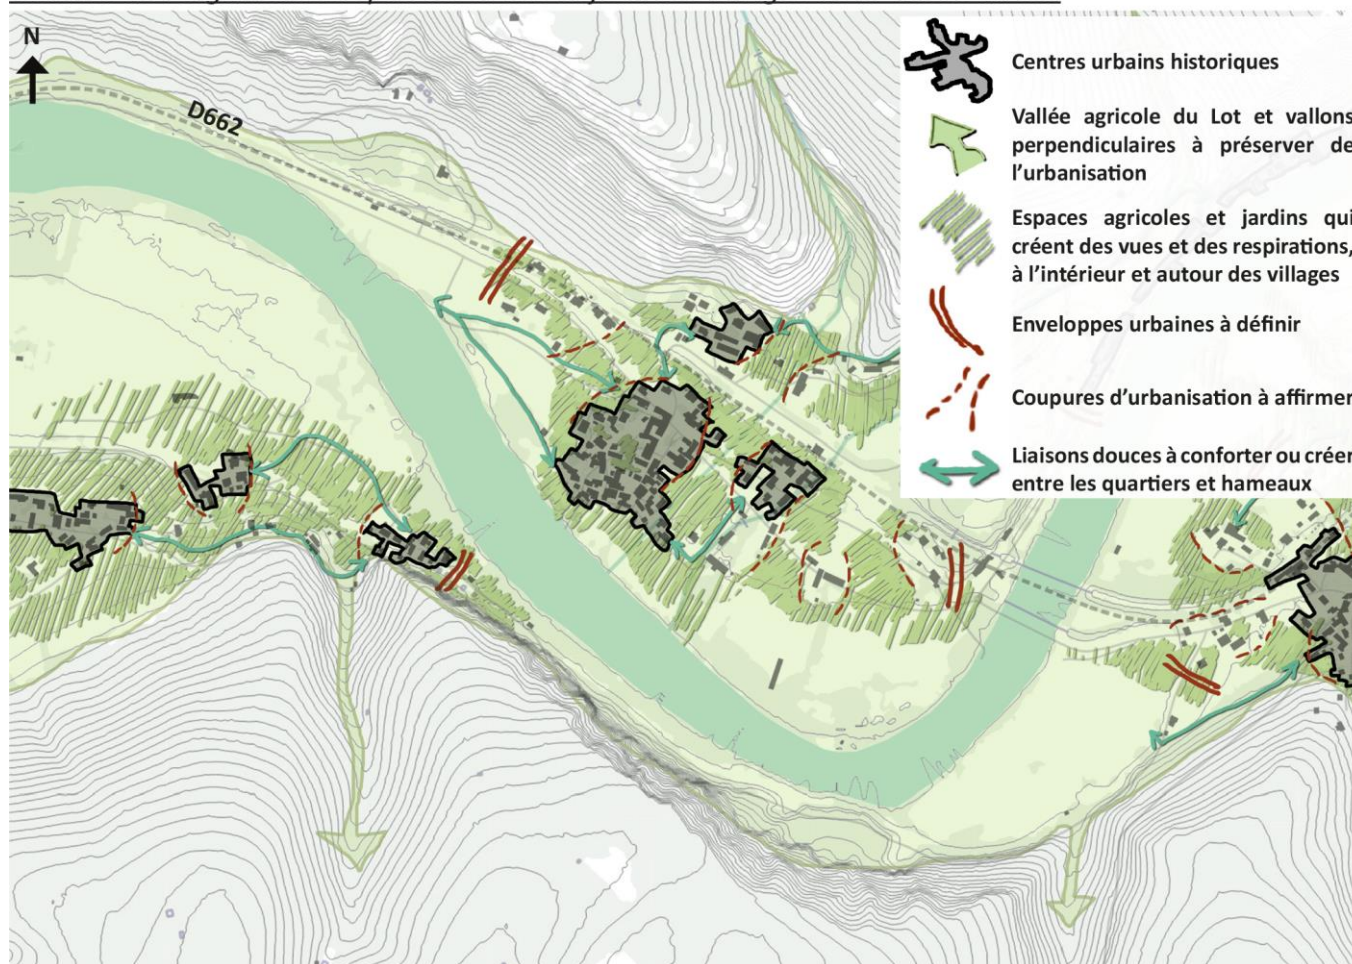 N
D662
Centres urbains historiques
Vallée agricole du Lot et vallons
perpendiculaires à préserver de
l'urbanisation
Espaces agricoles et jardins qui
créent des vues et des respirations,
à l'intérieur et autour des villages
Enveloppes urbaines à définir
Coupures d'urbanisation à affirmer
Liaisons douces à conforter ou créer
entre les quartiers et hameaux